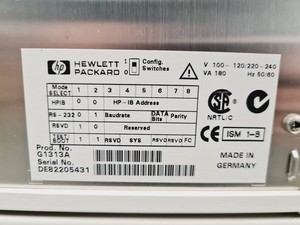 hp HEWLETT PACKARD
1 0 Config. Switches
V 100-120/220-240
VA 180 Hz 50/60
Mode SELECT 1 2 3 4 5 6 7 8
HPIB 0 0 HP-IB Address
RS-232 0 1 Baudrate DATA Bits Parity
RSVD 1 0 Reserved
TEST BOOT 1 1 RSVD SYS RSVD RSVD FC
NRTL/C
ISM 1-B
Prod. No.
G1313A
Serial No.
DE82205431
MADE IN
GERMANY